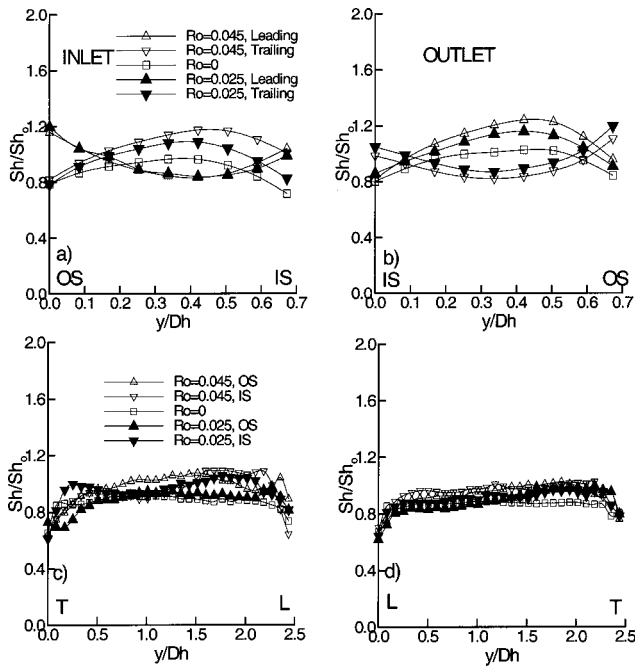 a)
2.0
1.6
1.2
0.8
0.4
0.0
Sh/Sh₀
INLET
Ro=0.045, Leading
Ro=0.045, Trailing
Ro=0
Ro=0.025, Leading
Ro=0.025, Trailing
OS
IS
0.0 0.1 0.2 0.3 0.4 0.5 0.6 0.7
y/Dh
b)
2.0
1.6
1.2
0.8
0.4
0.0
Sh/Sh₀
OUTLET
IS
OS
0.0 0.1 0.2 0.3 0.4 0.5 0.6 0.7
y/Dh
c)
2.0
1.6
1.2
0.8
0.4
0.0
Sh/Sh₀
Ro=0.045, OS
Ro=0.045, IS
Ro=0
Ro=0.025, OS
Ro=0.025, IS
T
L
0.0 0.5 1.0 1.5 2.0 2.5
y/Dh
d)
2.0
1.6
1.2
0.8
0.4
0.0
Sh/Sh₀
L
T
0.0 0.5 1.0 1.5 2.0 2.5
y/Dh